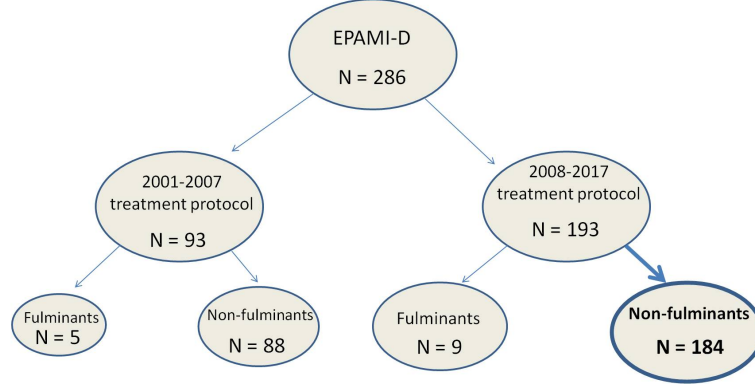 EPAMI-D
N = 286
2001-2007
treatment protocol
N = 93
2008-2017
treatment protocol
N = 193
Fulminants
N = 5
Non-fulminants
N = 88
Fulminants
N = 9
Non-fulminants
N = 184